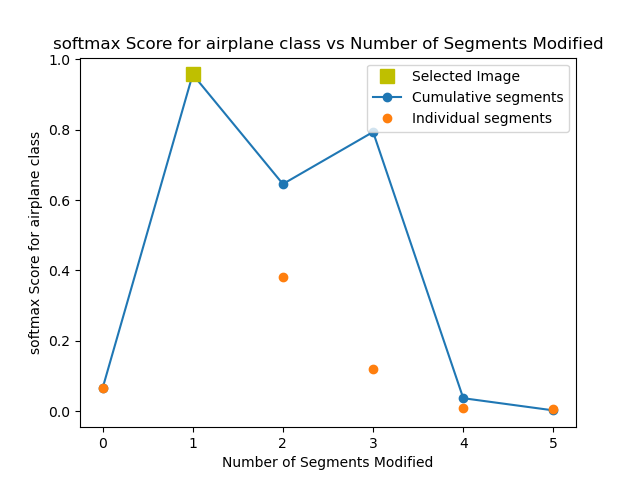 softmax Score for airplane class vs Number of Segments Modified
Selected Image
Cumulative segments
Individual segments
softmax Score for airplane class
1.0
0.8
0.6
0.4
0.2
0.0
0 1 2 3 4 5
Number of Segments Modified